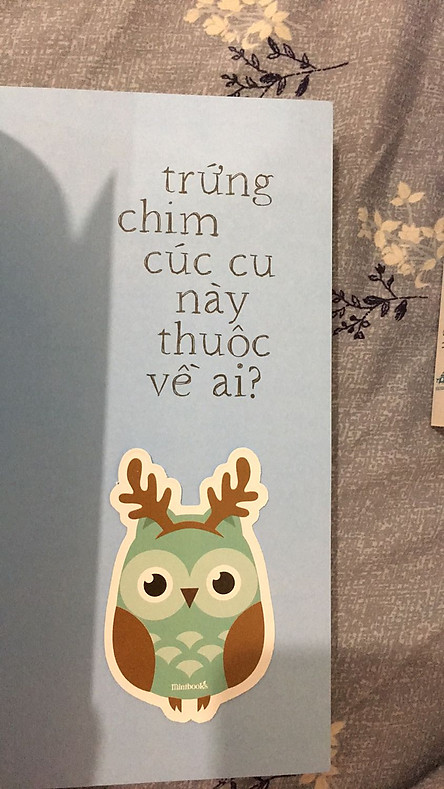 trứng
chim
cúc cu
này
thuộc
về ai?
mintbooks